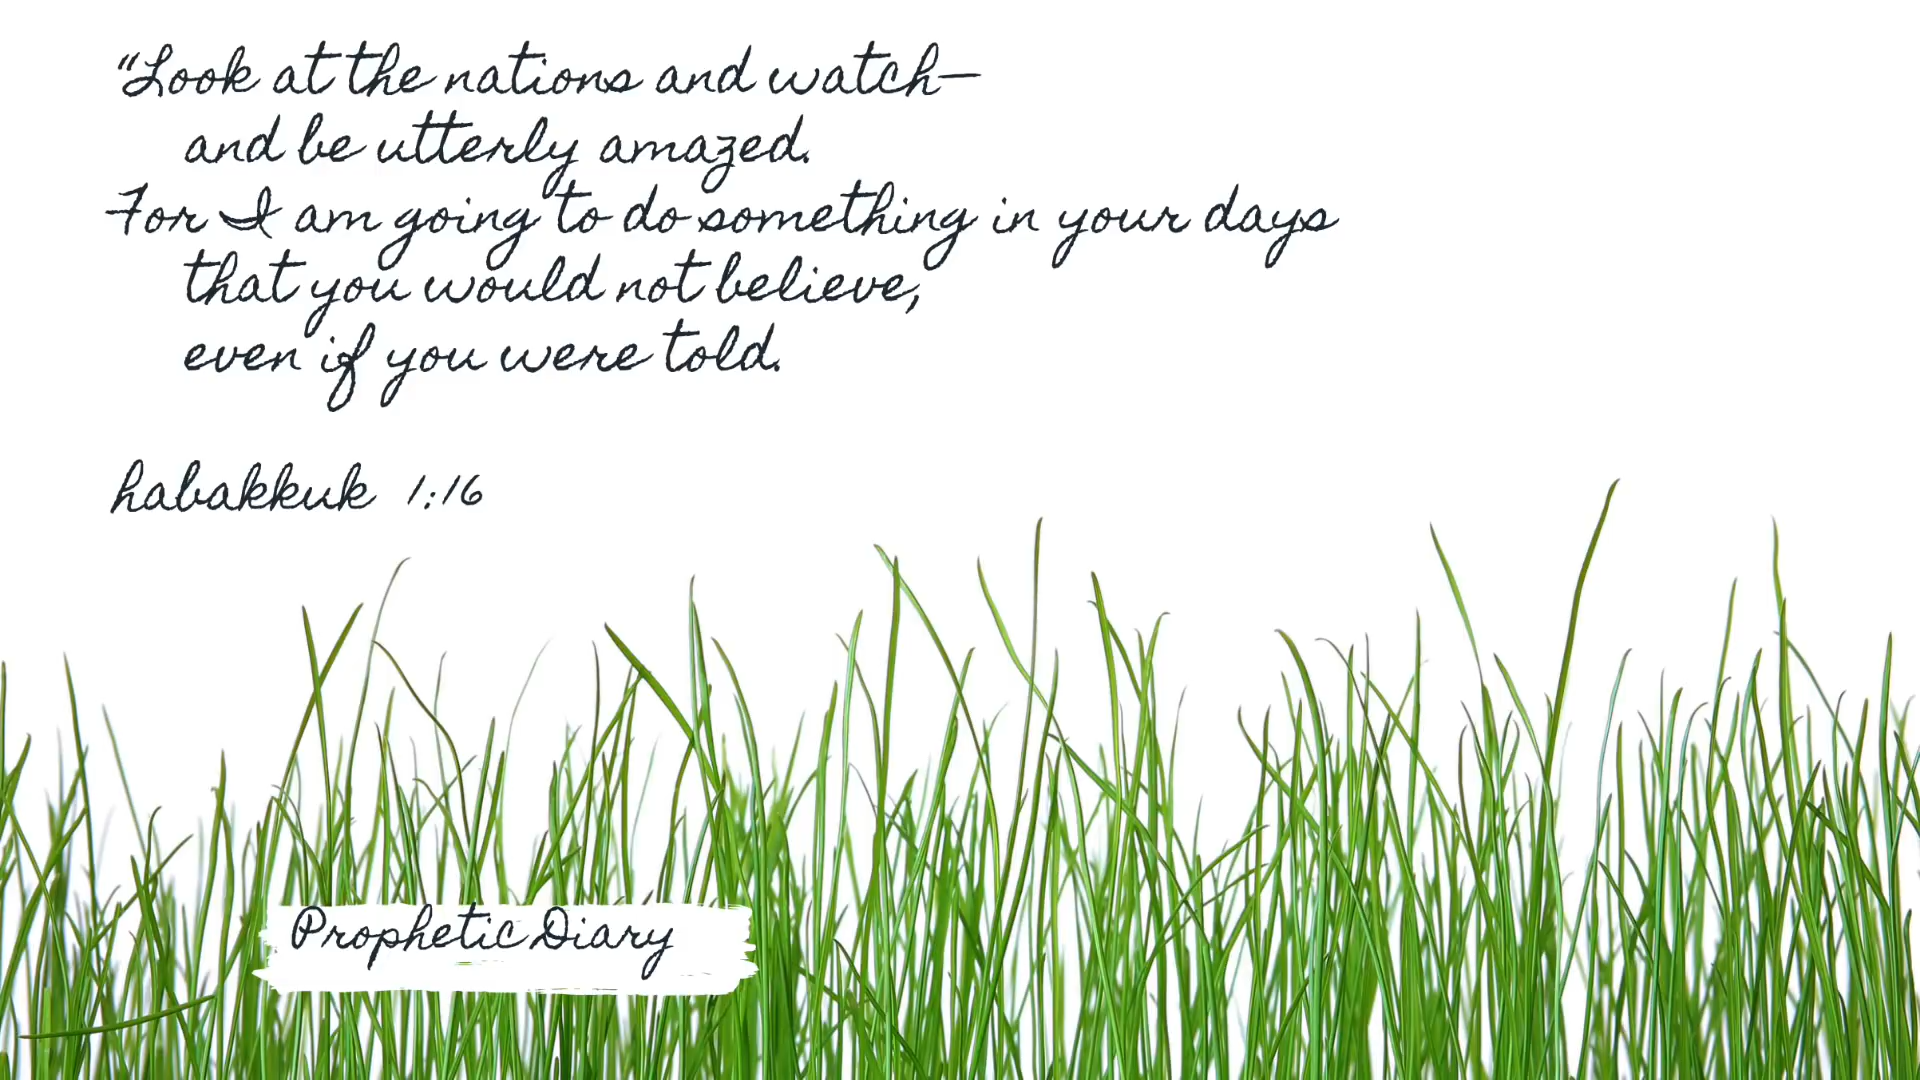 “Look at the nations and watch—
and be utterly amazed.
For I am going to do something in your days
that you would not believe,
even if you were told.
habakkuk 1:16
Prophetic Diary